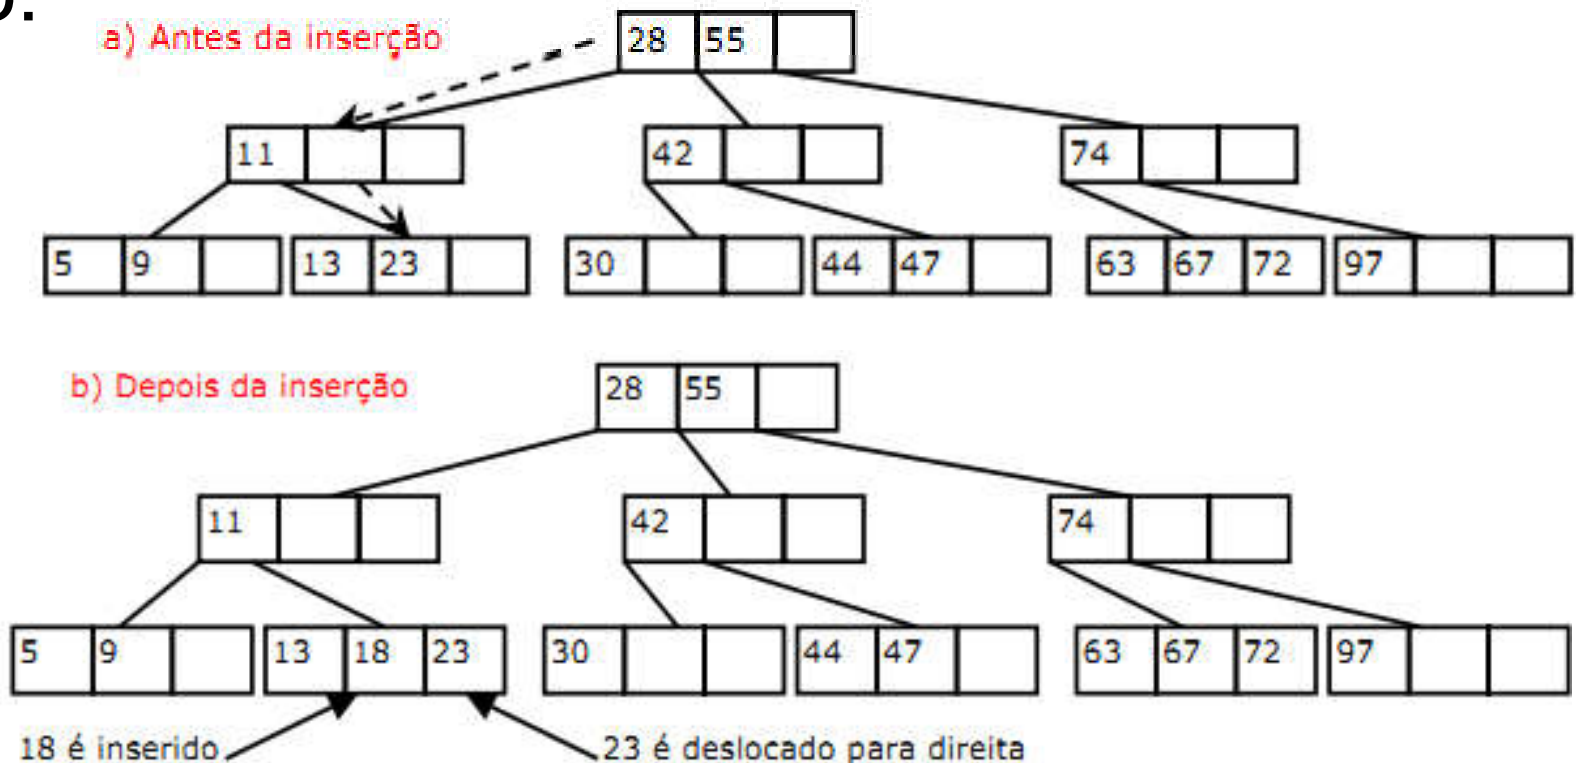 a) Antes da inserção
28 55
11
42
74
5 9
13 23
30
44 47
63 67 72
97
b) Depois da inserção
28 55
11
42
74
5 9
13 18 23
30
44 47
63 67 72
97
18 é inserido
23 é deslocado para direita